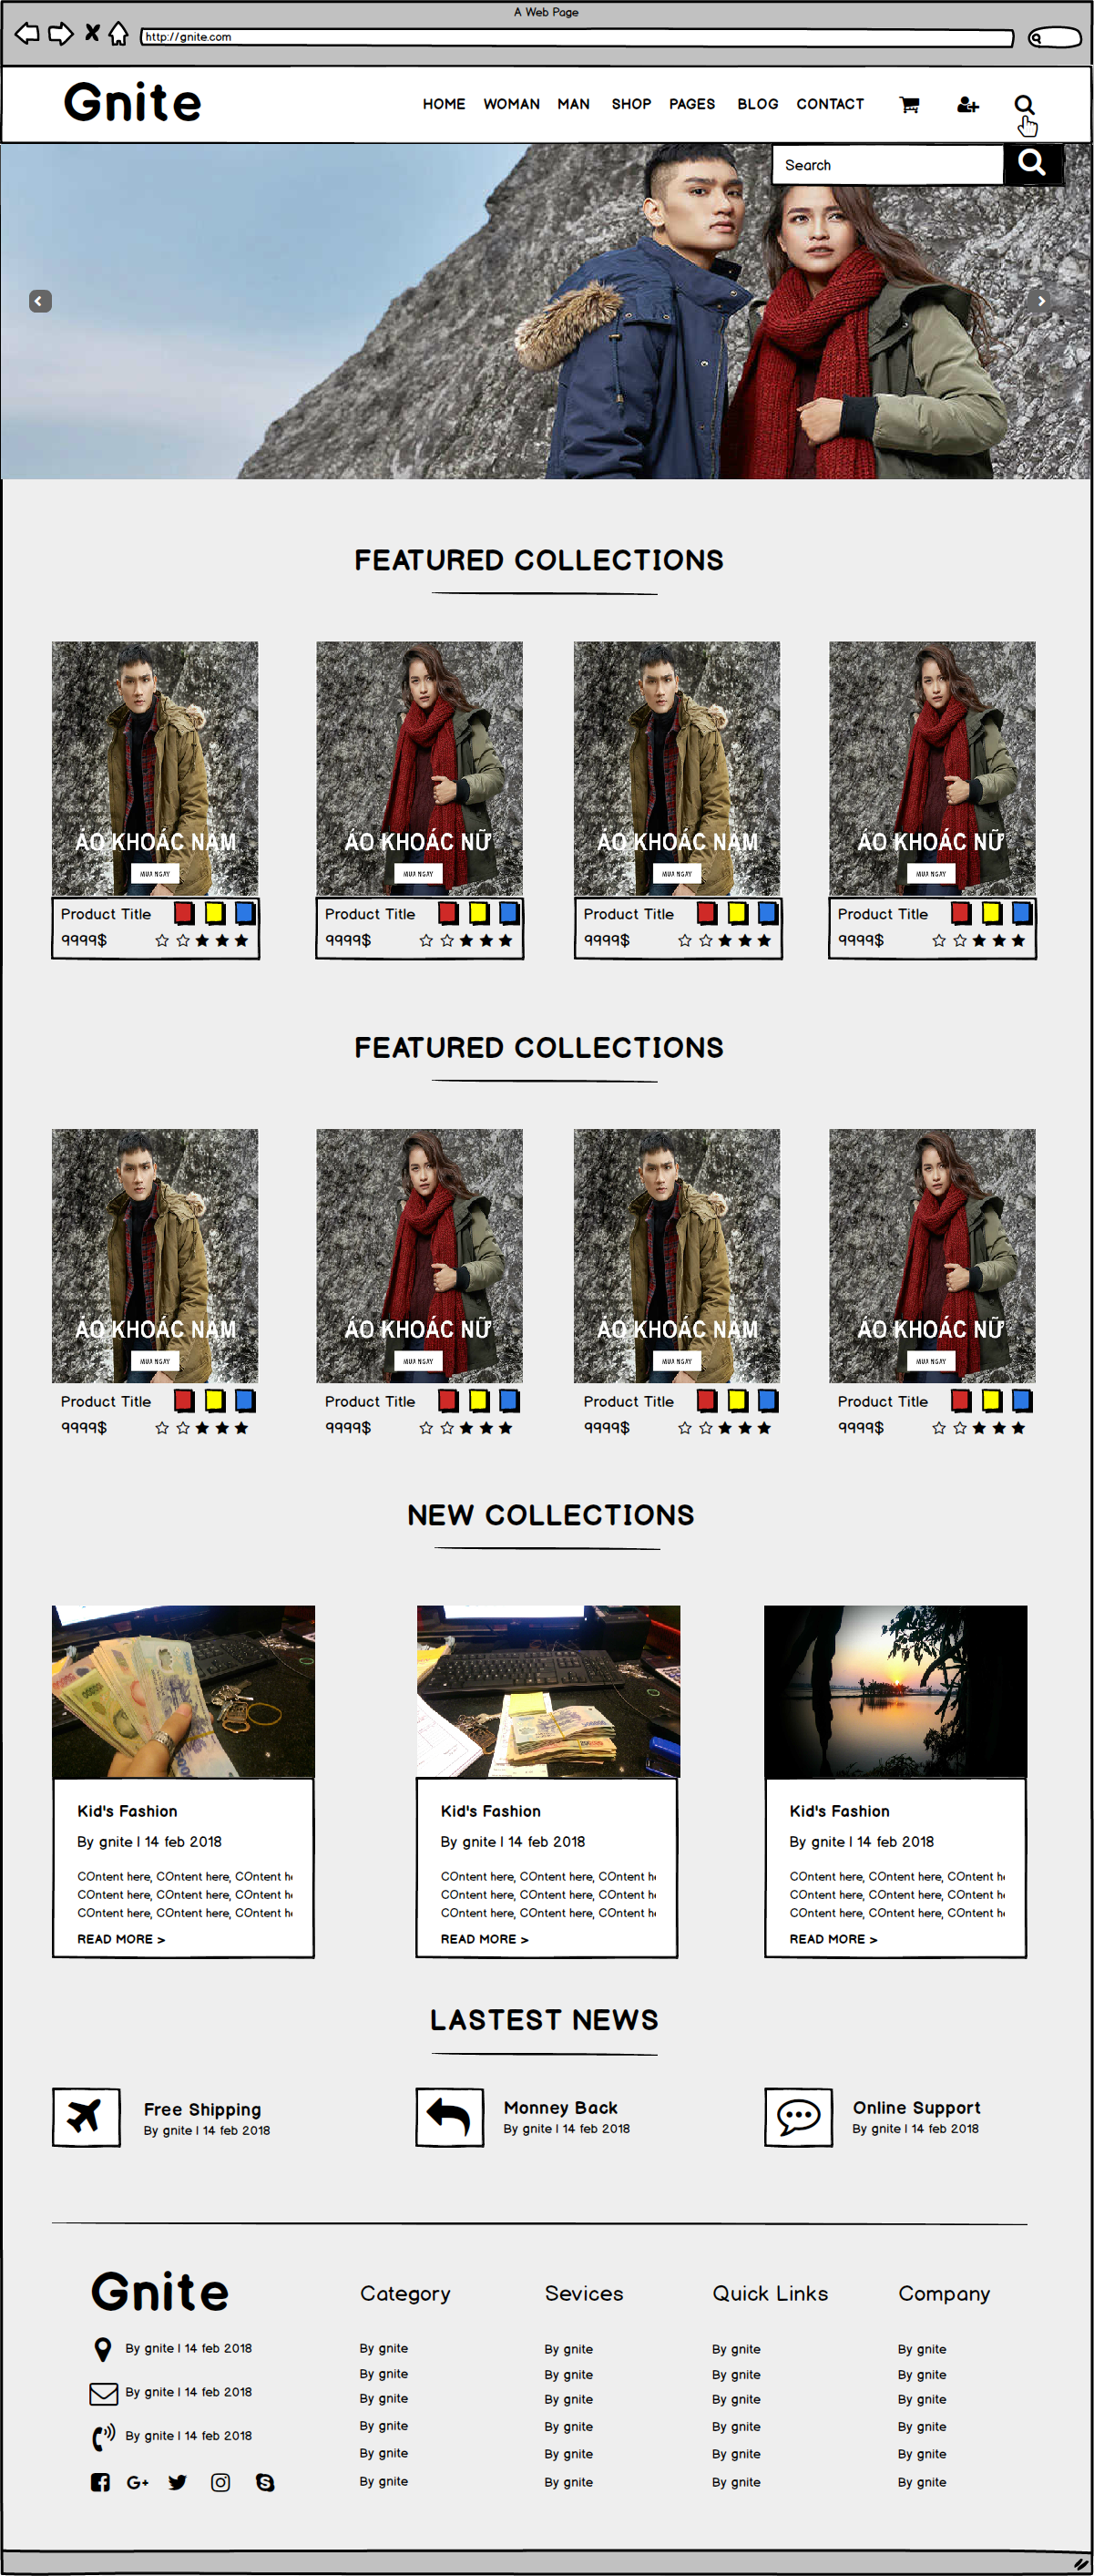 A Web Page
http://gnite.com
Gnite
HOME WOMAN MAN SHOP PAGES BLOG CONTACT
Search
FEATURED COLLECTIONS
ÁO KHOÁC NAM ÁO KHOÁC NỮ ÁO KHOÁC NAM ÁO KHOÁC NỮ
MUA NGAY MUA NGAY MUA NGAY MUA NGAY
Product Title Product Title Product Title Product Title
9999$ 9999$ 9999$ 9999$
FEATURED COLLECTIONS
ÁO KHOÁC NAM ÁO KHOÁC NỮ ÁO KHOÁC NAM ÁO KHOÁC NỮ
MUA NGAY MUA NGAY MUA NGAY MUA NGAY
Product Title Product Title Product Title Product Title
9999$ 9999$ 9999$ 9999$
NEW COLLECTIONS
Kid's Fashion
By gnite | 14 feb 2018
COntent here, COntent here, COntent he
COntent here, COntent here, COntent he
COntent here, COntent here, COntent he
READ MORE >
Kid's Fashion
By gnite | 14 feb 2018
COntent here, COntent here, COntent he
COntent here, COntent here, COntent he
COntent here, COntent here, COntent he
READ MORE >
Kid's Fashion
By gnite | 14 feb 2018
COntent here, COntent here, COntent he
COntent here, COntent here, COntent he
COntent here, COntent here, COntent he
READ MORE >
LASTEST NEWS
Free Shipping
By gnite | 14 feb 2018
Monney Back
By gnite | 14 feb 2018
Online Support
By gnite | 14 feb 2018
Gnite
By gnite | 14 feb 2018
By gnite | 14 feb 2018
By gnite | 14 feb 2018
Category
By gnite
By gnite
By gnite
By gnite
By gnite
By gnite
Sevices
By gnite
By gnite
By gnite
By gnite
By gnite
By gnite
Quick Links
By gnite
By gnite
By gnite
By gnite
By gnite
By gnite
Company
By gnite
By gnite
By gnite
By gnite
By gnite
By gnite